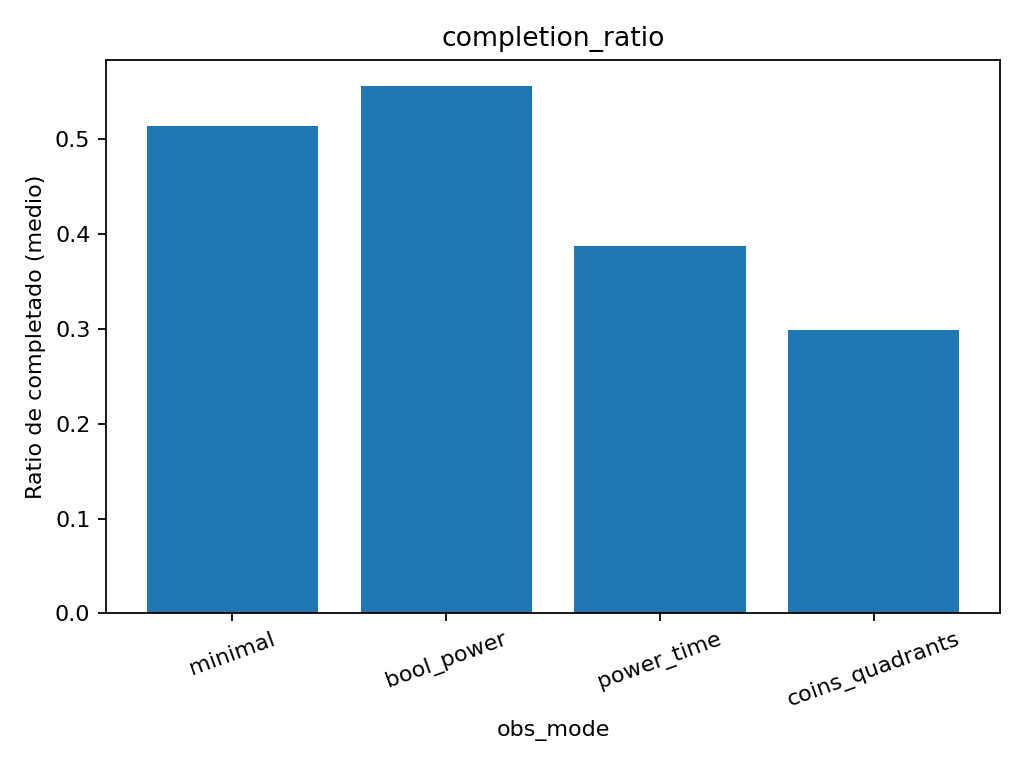 completion_ratio
Ratio de completado (medio)
0.5
0.4
0.3
0.2
0.1
0.0
minimal
bool_power
power_time
coins_quadrants
obs_mode